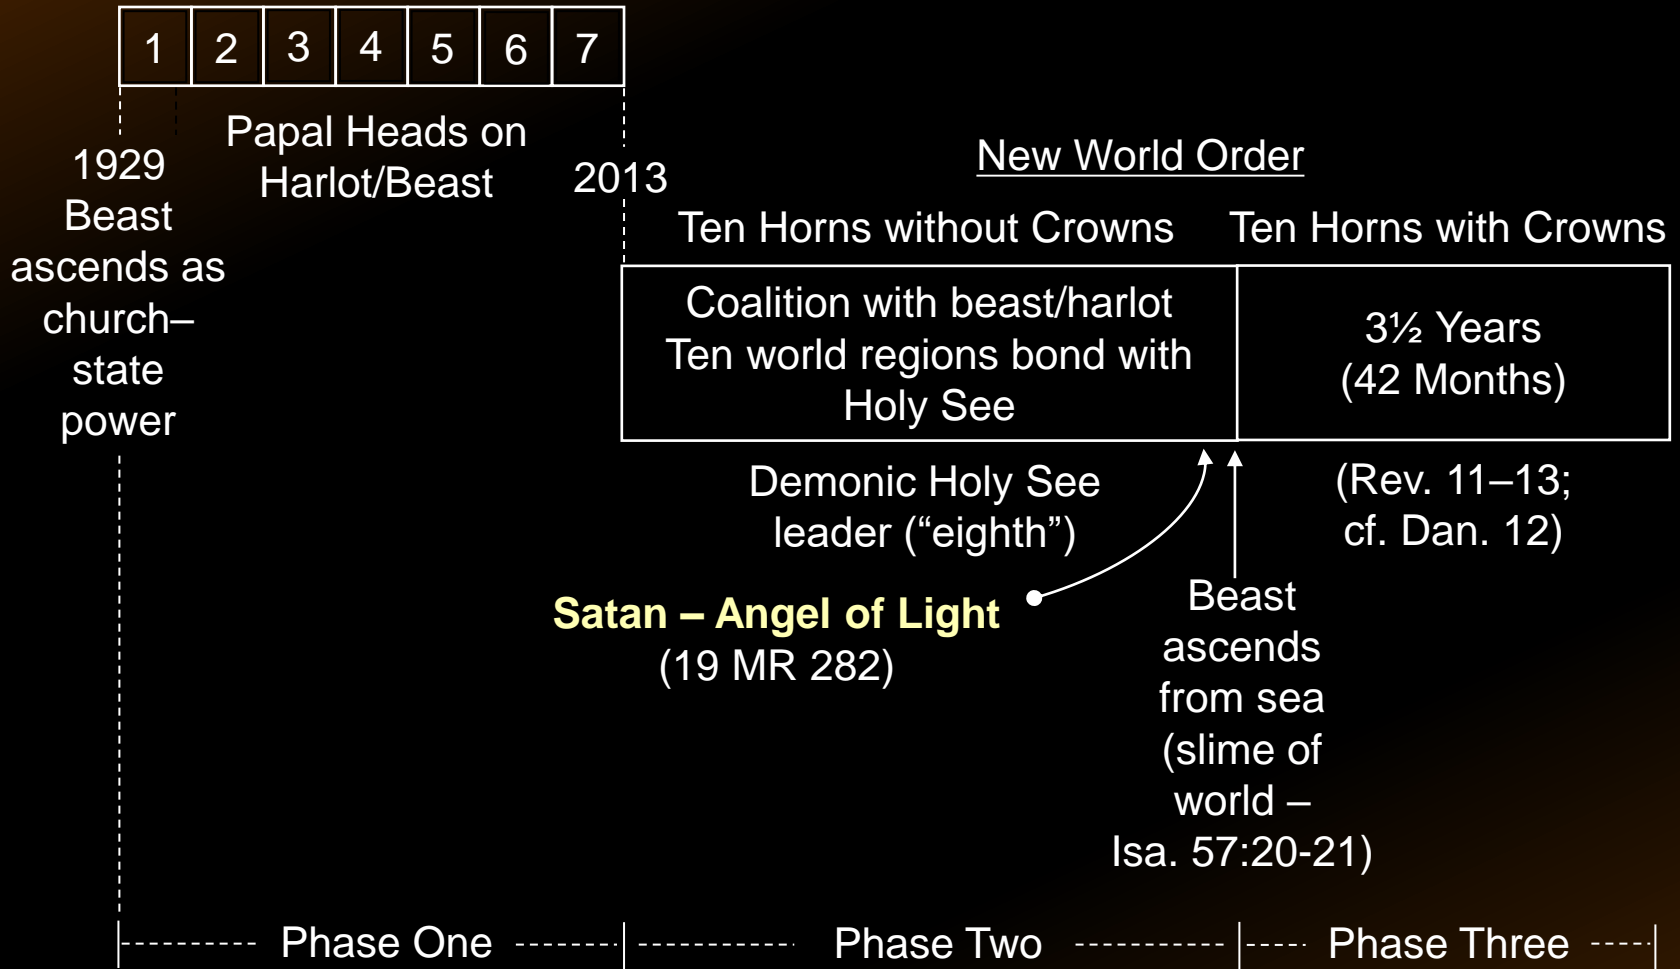 1 2 3 4 5 6 7
Papal Heads on
Harlot/Beast
1929
Beast
ascends as
church–
state
power
2013
New World Order
Ten Horns without Crowns
Ten Horns with Crowns
Coalition with beast/harlot
Ten world regions bond with
Holy See
3½ Years
(42 Months)
Demonic Holy See
leader (“eighth”)
(Rev. 11–13;
cf. Dan. 12)
Satan – Angel of Light
(19 MR 282)
Beast
ascends
from sea
(slime of
world –
Isa. 57:20-21)
Phase One
Phase Two
Phase Three